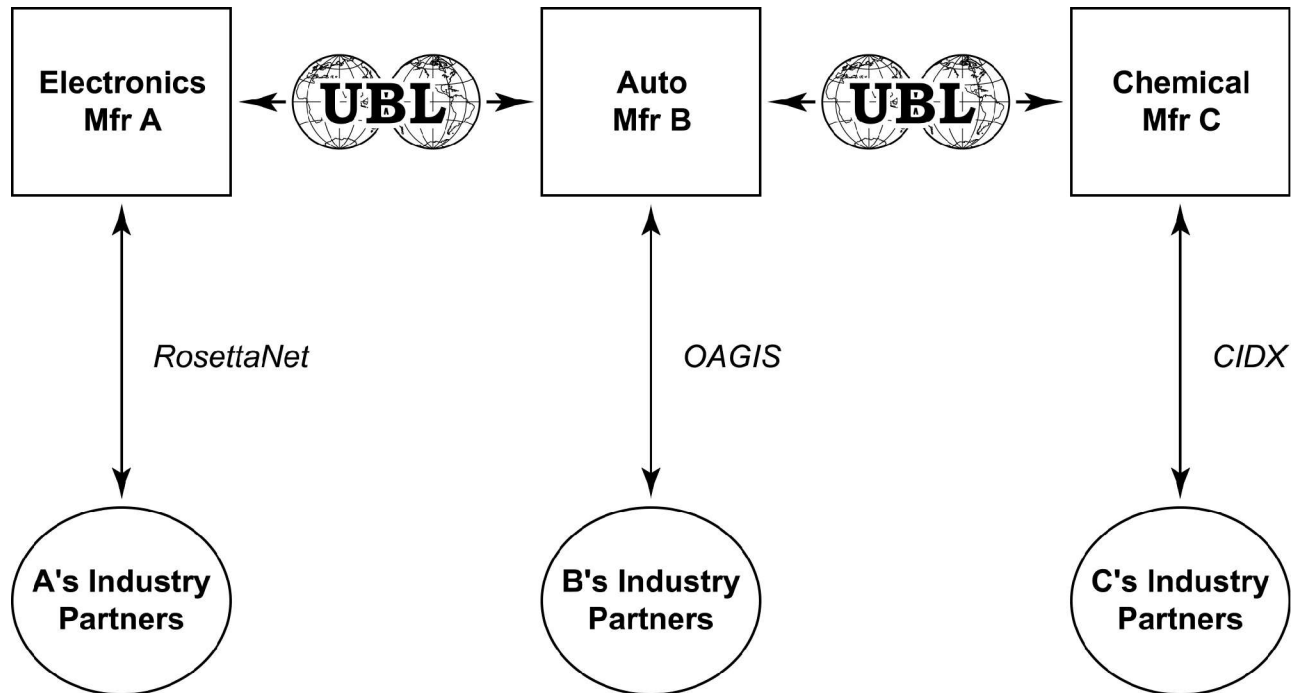 Electronics
Mfr A
UBL
Auto
Mfr B
UBL
Chemical
Mfr C
RosettaNet
OAGIS
CIDX
A's Industry
Partners
B's Industry
Partners
C's Industry
Partners